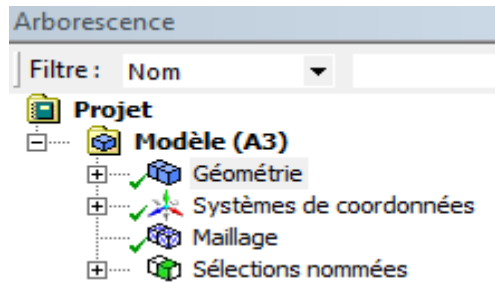 Arborescence
Filtre : Nom
Projet
Modèle (A3)
Géométrie
Systèmes de coordonnées
Maillage
Sélections nommées